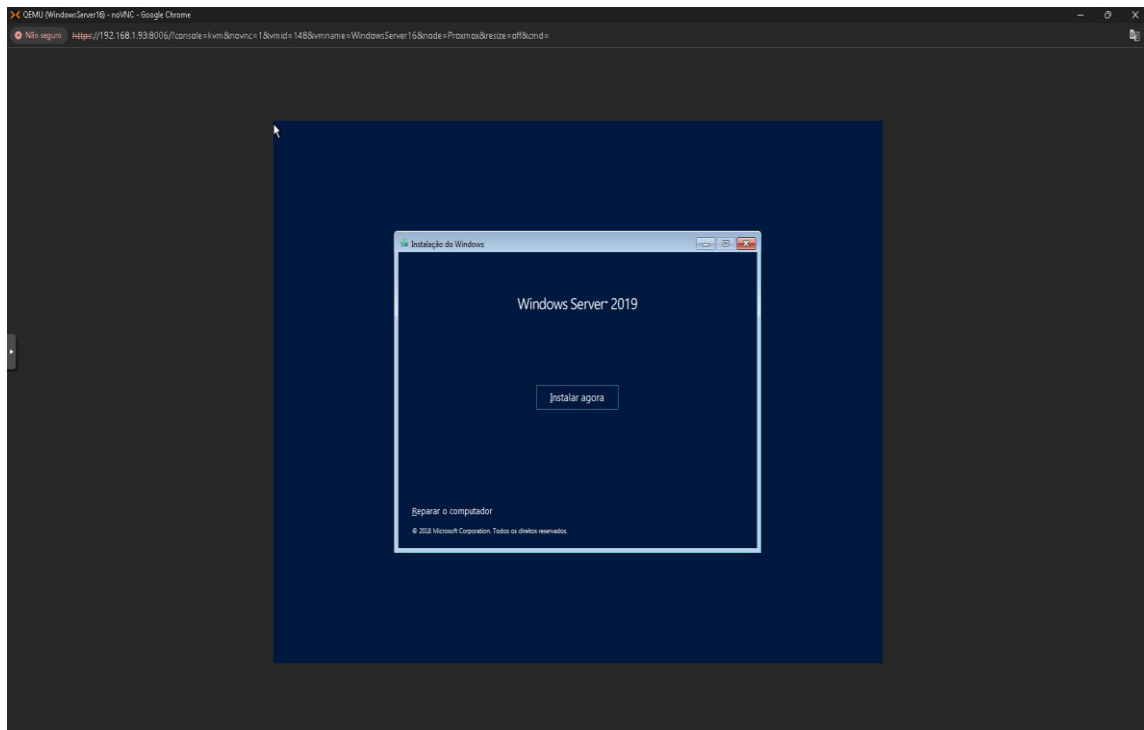 QEMU (WindowsServer16) - noVNC - Google Chrome
Não seguro https://192.168.1.93:8006/?console=kvm&novnc=1&vmid=148&vmname=WindowsServer16&node=Proxmox&resize=off&cmd=
Instalação do Windows
Windows Server® 2019
Instalar agora
Reparar o computador
© 2018 Microsoft Corporation. Todos os direitos reservados.